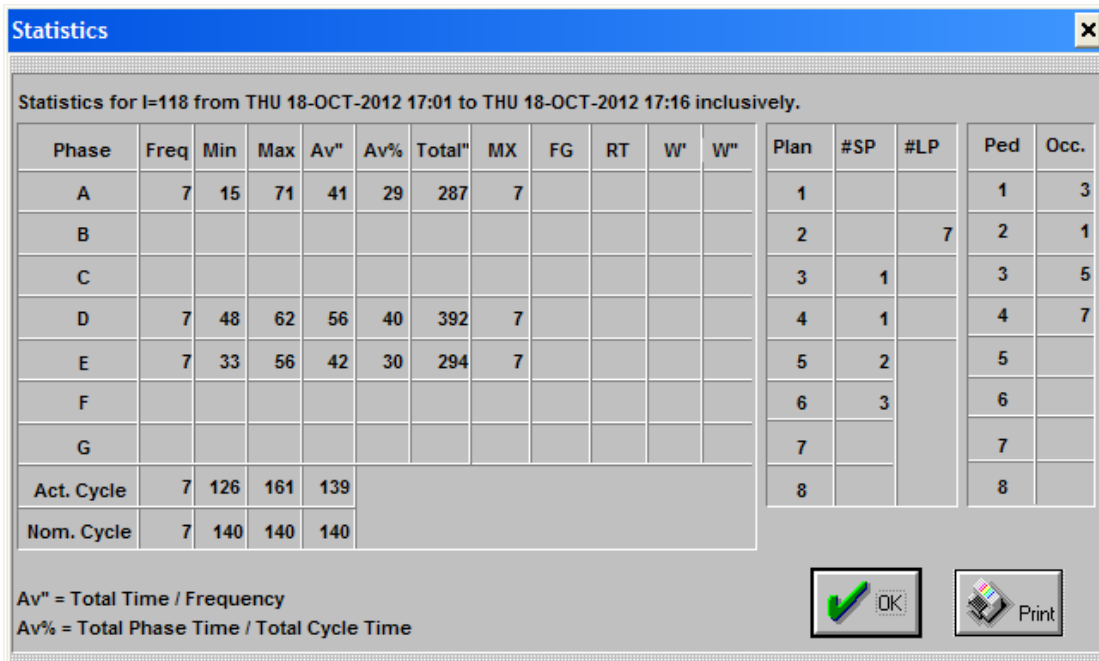 Statistics
Statistics for I=118 from THU 18-OCT-2012 17:01 to THU 18-OCT-2012 17:16 inclusively.
Phase Freq Min Max Av" Av% Total" MX FG RT W' W" Plan #SP #LP Ped Occ.
A 7 15 71 41 29 287 7 1 1 3
B 2 7 2 1
C 3 1 3 5
D 7 48 62 56 40 392 7 4 1 4 7
E 7 33 56 42 30 294 7 5 2 5
F 6 3 6
G 7 7
Act. Cycle 7 126 161 139 8 8
Nom. Cycle 7 140 140 140
Av" = Total Time / Frequency
Av% = Total Phase Time / Total Cycle Time
OK Print